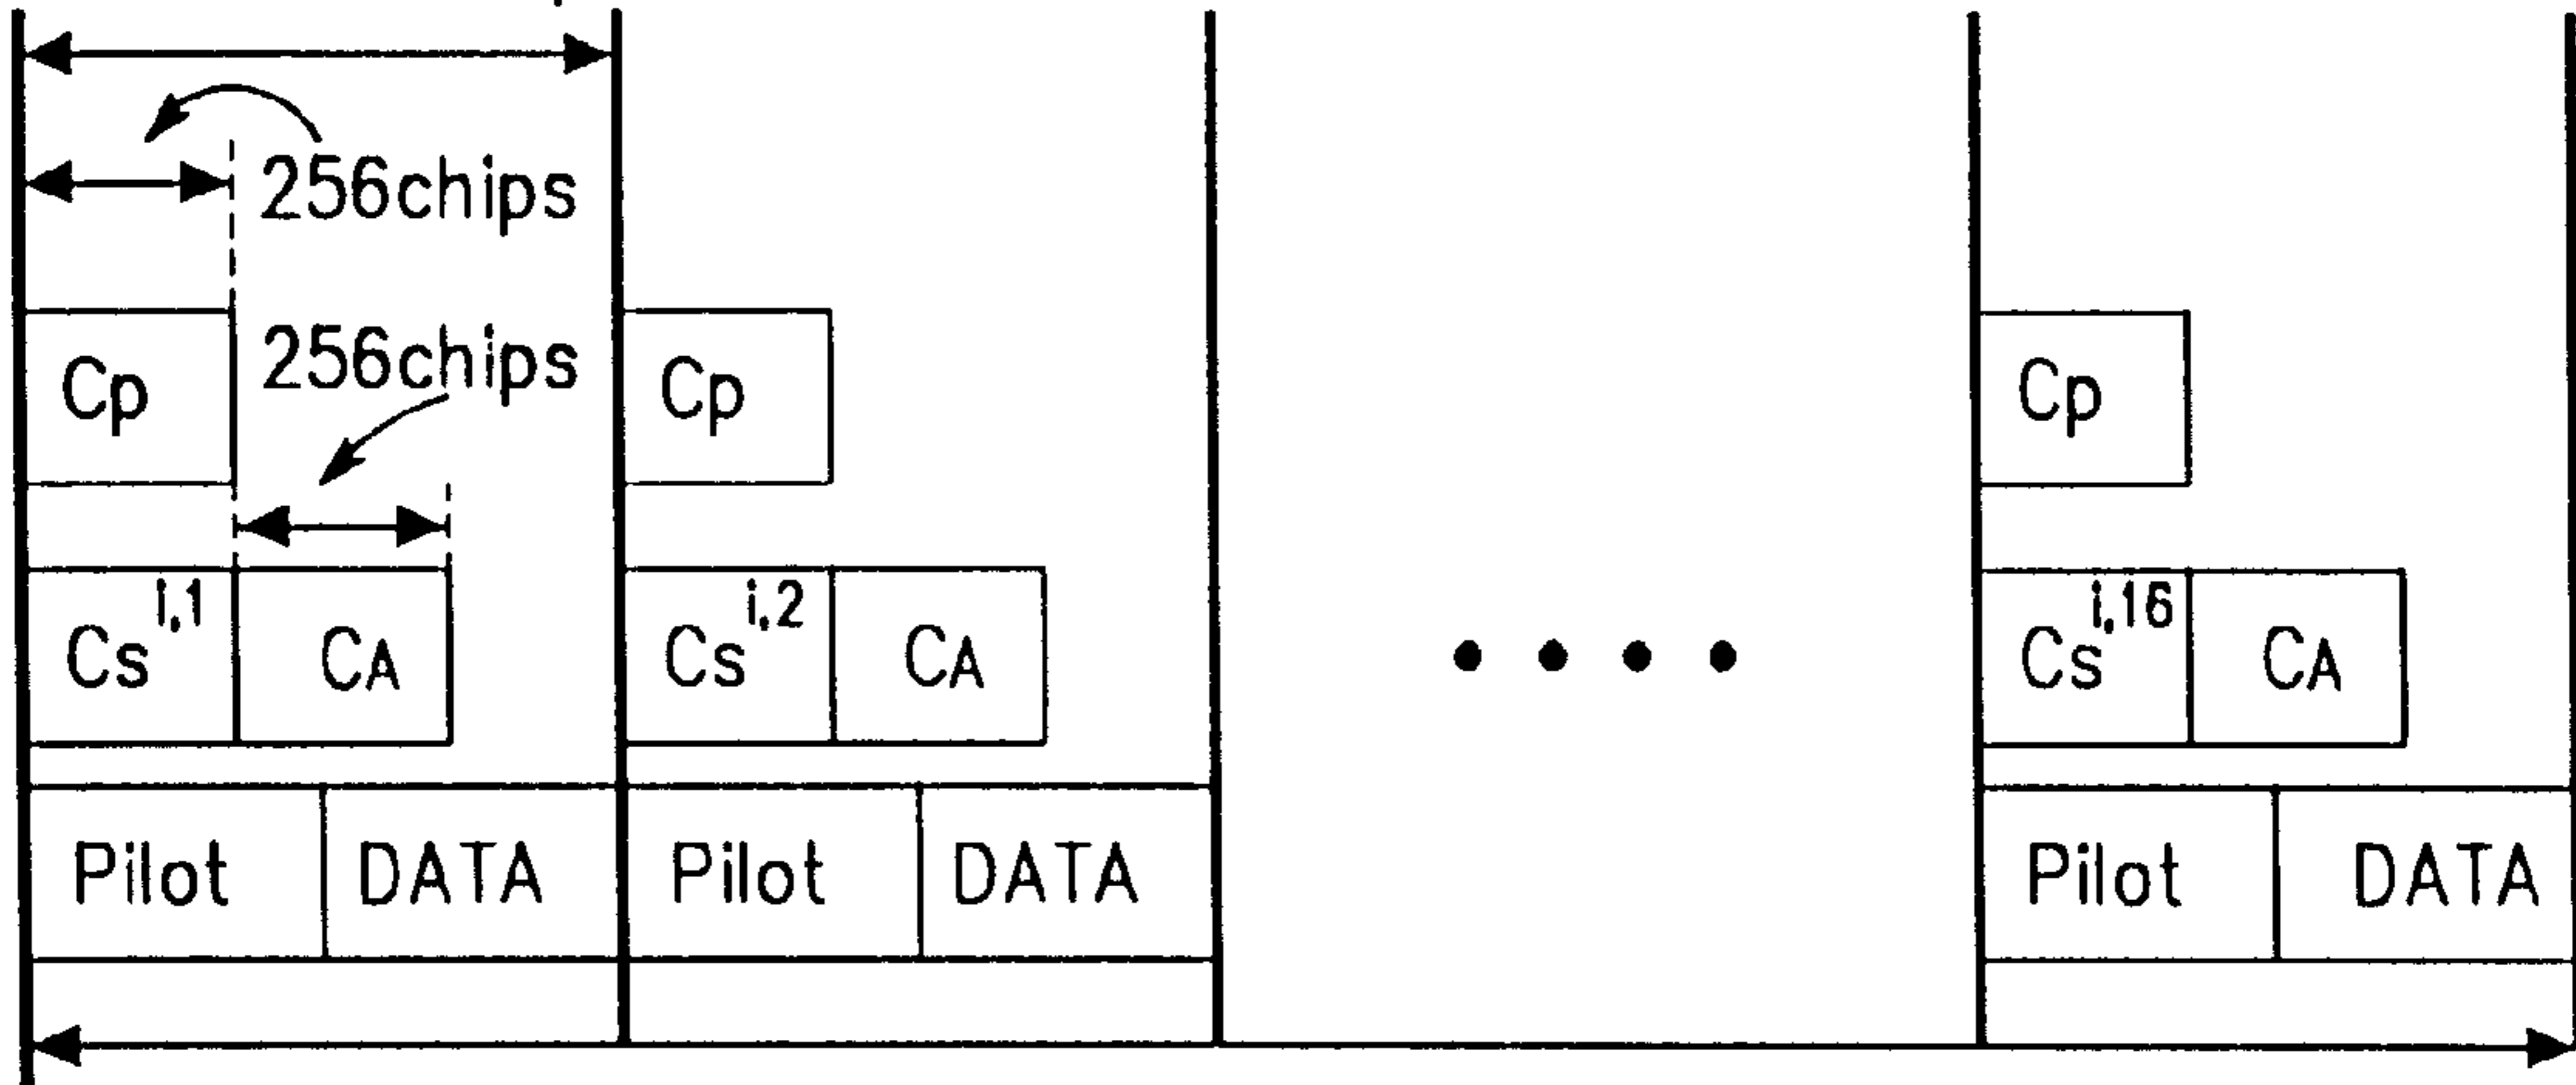 256chips
256chips
Cp Cp Cp
Cs i,1 CA Cs i,2 CA Cs i,16 CA
Pilot DATA Pilot DATA Pilot DATA